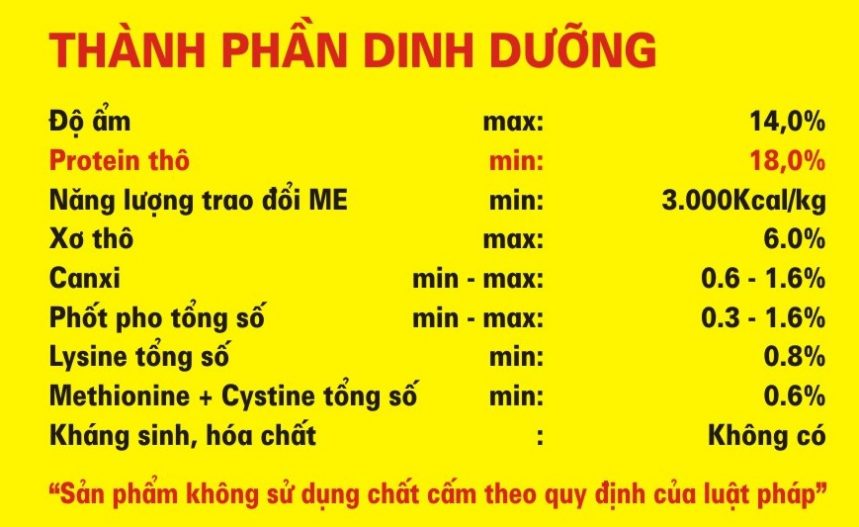 THÀNH PHẦN DINH DƯỠNG
Độ ẩm max: 14,0%
Protein thô min: 18,0%
Năng lượng trao đổi ME min: 3.000Kcal/kg
Xơ thô max: 6.0%
Canxi min - max: 0.6 - 1.6%
Phốt pho tổng số min - max: 0.3 - 1.6%
Lysine tổng số min: 0.8%
Methionine + Cystine tổng số min: 0.6%
Kháng sinh, hóa chất : Không có
“Sản phẩm không sử dụng chất cấm theo quy định của luật pháp”